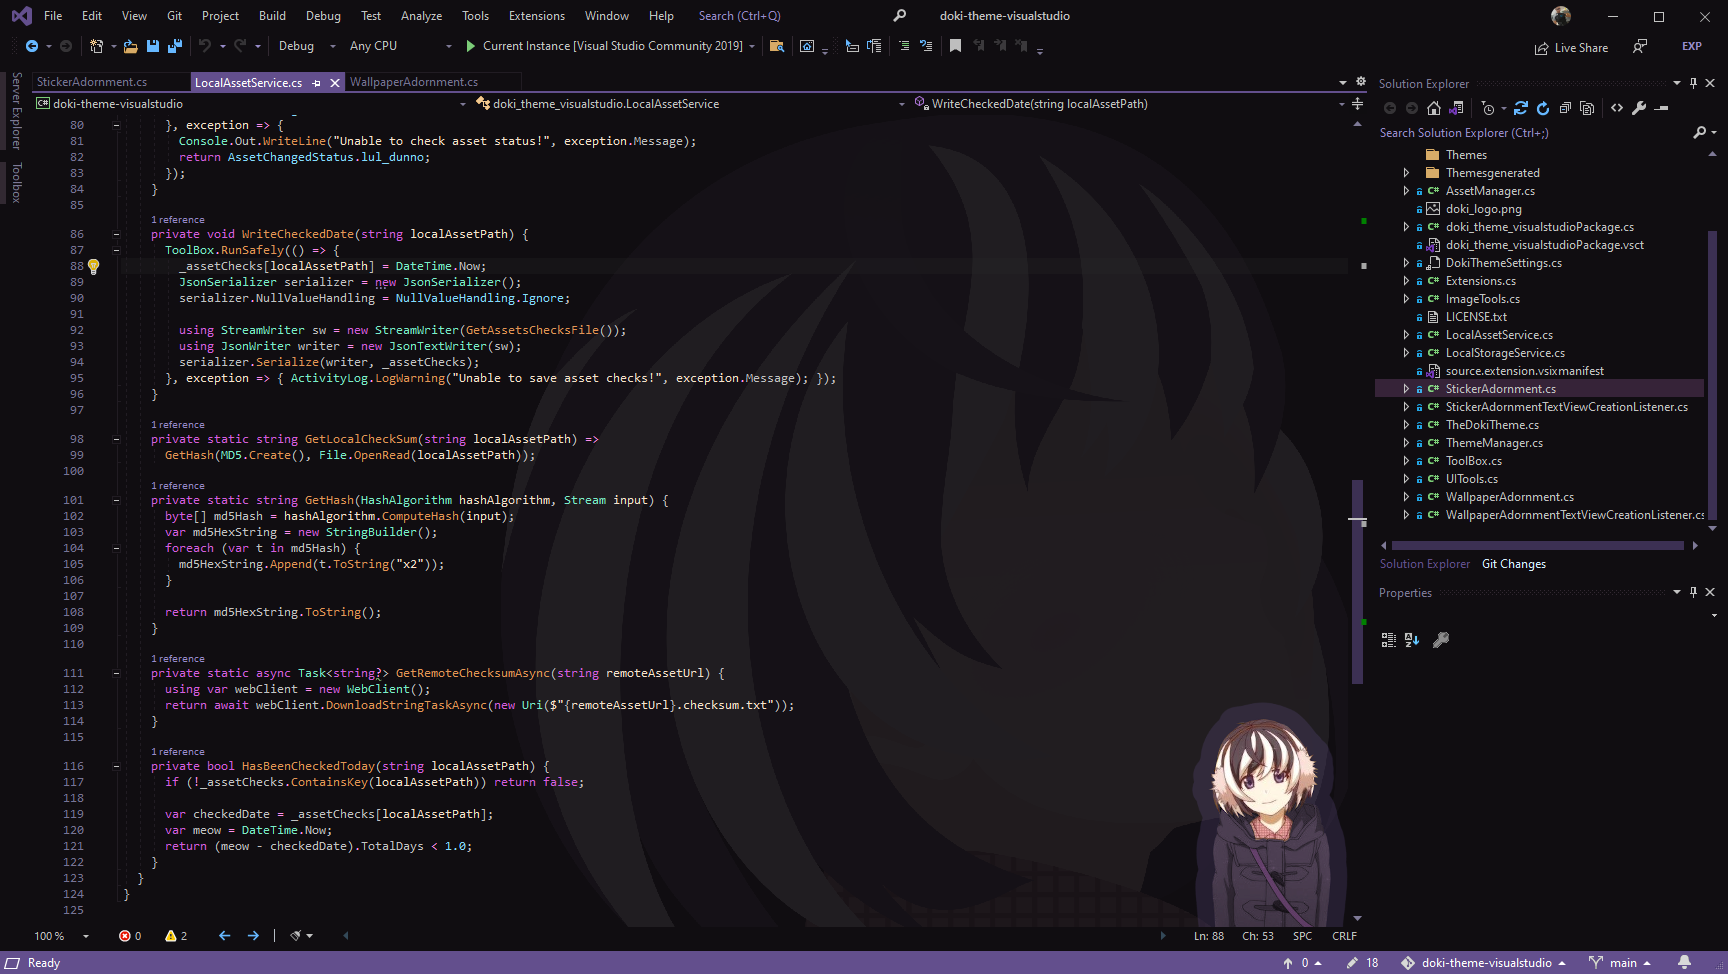 File Edit View Git Project Build Debug Test Analyze Tools Extensions Window Help Search (Ctrl+Q) doki-theme-visualstudio
Debug Any CPU Current Instance [Visual Studio Community 2019] Live Share EXP
StickerAdornment.cs LocalAssetService.cs WallpaperAdornment.cs
doki-theme-visualstudio doki_theme_visualstudio.LocalAssetService WriteCheckedDate(string localAssetPath)
Server Explorer
Toolbox
80 }, exception => {
81 Console.Out.WriteLine("Unable to check asset status!", exception.Message);
82 return AssetChangedStatus.lul_dunno;
83 });
84 }
85
1 reference
86 private void WriteCheckedDate(string localAssetPath) {
87 ToolBox.RunSafely(() => {
88 _assetChecks[localAssetPath] = DateTime.Now;
89 JsonSerializer serializer = new JsonSerializer();
90 serializer.NullValueHandling = NullValueHandling.Ignore;
91
92 using StreamWriter sw = new StreamWriter(GetAssetsChecksFile());
93 using JsonWriter writer = new JsonTextWriter(sw);
94 serializer.Serialize(writer, _assetChecks);
95 }, exception => { ActivityLog.LogWarning("Unable to save asset checks!", exception.Message); });
96 }
97
1 reference
98 private static string GetLocalCheckSum(string localAssetPath) =>
99 GetHash(MD5.Create(), File.OpenRead(localAssetPath));
100
1 reference
101 private static string GetHash(HashAlgorithm hashAlgorithm, Stream input) {
102 byte[] md5Hash = hashAlgorithm.ComputeHash(input);
103 var md5HexString = new StringBuilder();
104 foreach (var t in md5Hash) {
105 md5HexString.Append(t.ToString("x2"));
106 }
107
108 return md5HexString.ToString();
109 }
110
1 reference
111 private static async Task<string?> GetRemoteChecksumAsync(string remoteAssetUrl) {
112 using var webClient = new WebClient();
113 return await webClient.DownloadStringTaskAsync(new Uri($"{remoteAssetUrl}.checksum.txt"));
114 }
115
1 reference
116 private bool HasBeenCheckedToday(string localAssetPath) {
117 if (!_assetChecks.ContainsKey(localAssetPath)) return false;
118
119 var checkedDate = _assetChecks[localAssetPath];
120 var meow = DateTime.Now;
121 return (meow - checkedDate).TotalDays < 1.0;
122 }
123 }
124 }
125
100 % 0 2 Ln: 88 Ch: 53 SPC CRLF
Solution Explorer
Search Solution Explorer (Ctrl+;)
Themes
Themesgenerated
C# AssetManager.cs
doki_logo.png
C# doki_theme_visualstudioPackage.cs
doki_theme_visualstudioPackage.vsct
DokiThemeSettings.cs
C# Extensions.cs
C# ImageTools.cs
LICENSE.txt
C# LocalAssetService.cs
C# LocalStorageService.cs
source.extension.vsixmanifest
C# StickerAdornment.cs
C# StickerAdornmentTextViewCreationListener.cs
C# TheDokiTheme.cs
C# ThemeManager.cs
C# ToolBox.cs
C# UITools.cs
C# WallpaperAdornment.cs
C# WallpaperAdornmentTextViewCreationListener.cs
Solution Explorer Git Changes
Properties
Ready 0 18 doki-theme-visualstudio main